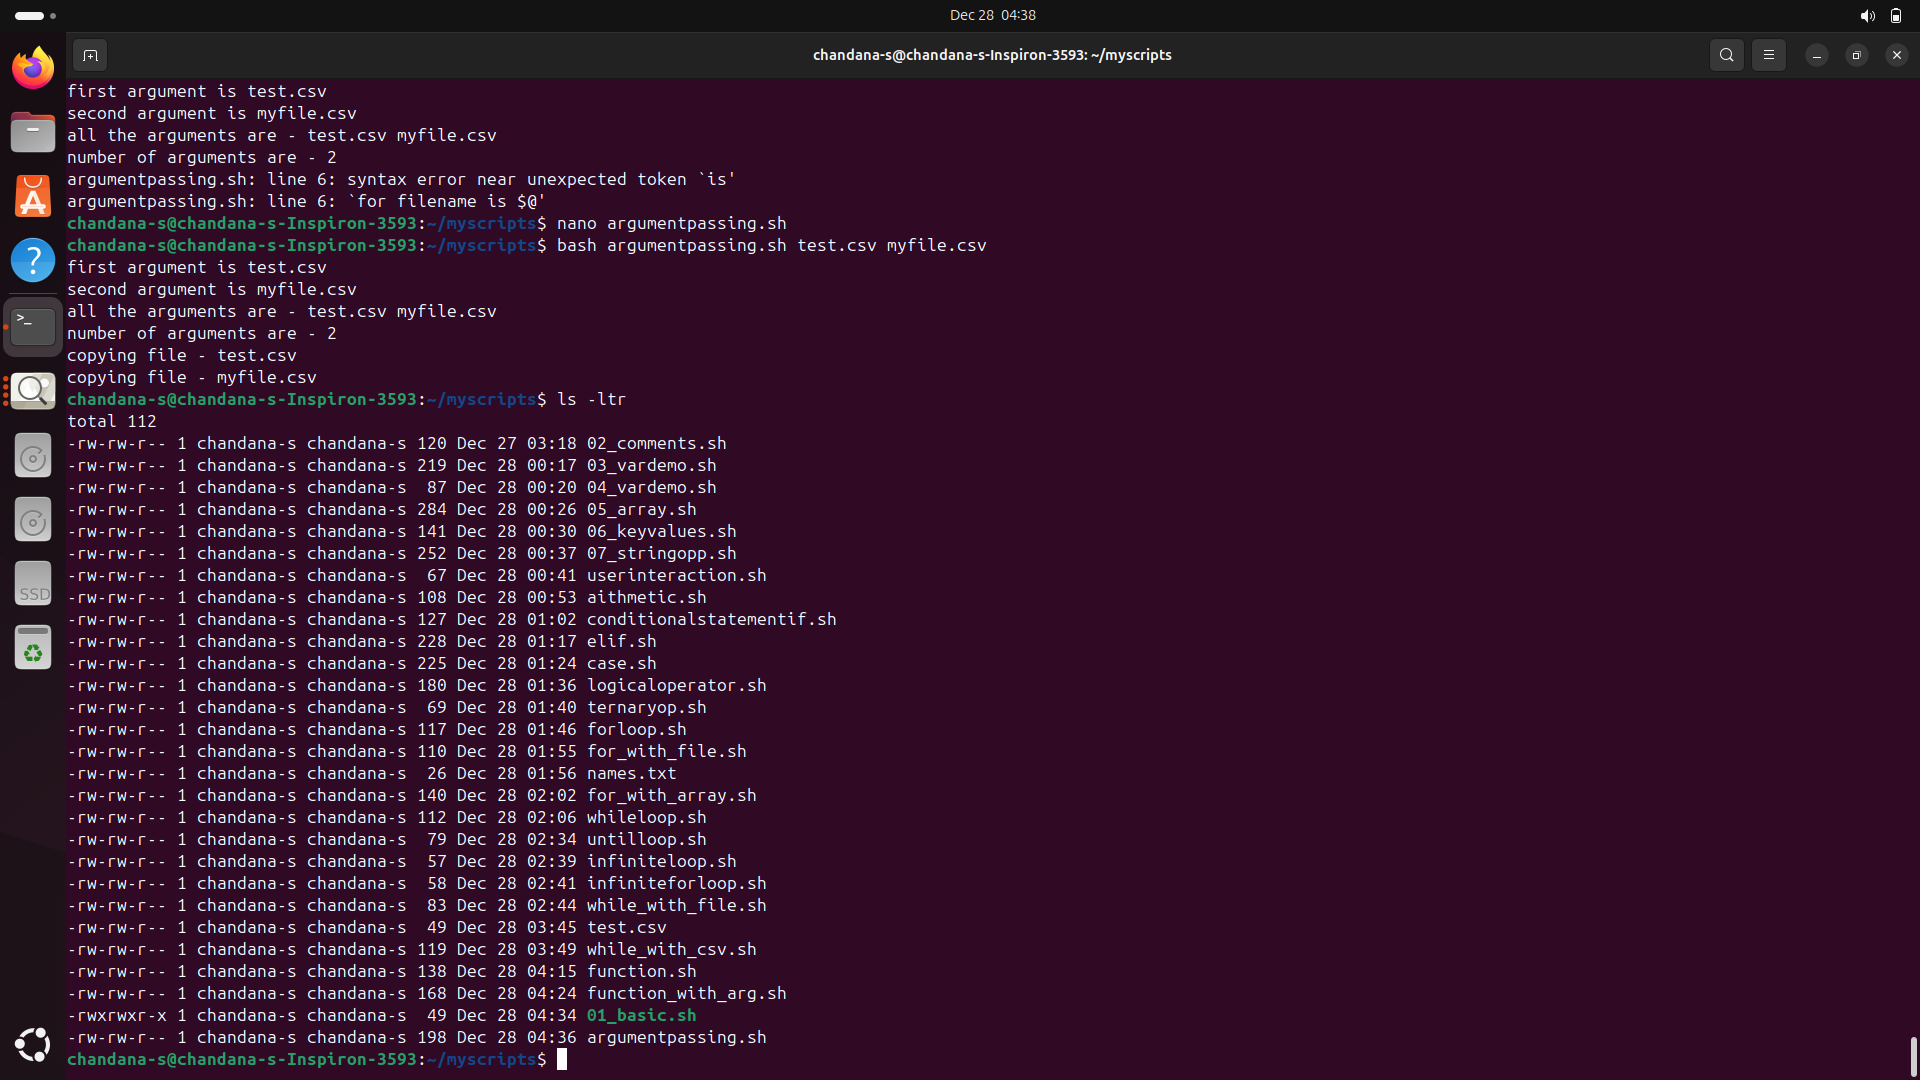 Dec 28 04:38
chandana-s@chandana-s-Inspiron-3593: ~/myscripts
first argument is test.csv
second argument is myfile.csv
all the arguments are - test.csv myfile.csv
number of arguments are - 2
argumentpassing.sh: line 6: syntax error near unexpected token `is'
argumentpassing.sh: line 6: `for filename is $@'
chandana-s@chandana-s-Inspiron-3593:~/myscripts$ nano argumentpassing.sh
chandana-s@chandana-s-Inspiron-3593:~/myscripts$ bash argumentpassing.sh test.csv myfile.csv
first argument is test.csv
second argument is myfile.csv
all the arguments are - test.csv myfile.csv
number of arguments are - 2
copying file - test.csv
copying file - myfile.csv
chandana-s@chandana-s-Inspiron-3593:~/myscripts$ ls -ltr
total 112
-rw-rw-r-- 1 chandana-s chandana-s 120 Dec 27 03:18 02_comments.sh
-rw-rw-r-- 1 chandana-s chandana-s 219 Dec 28 00:17 03_vardemo.sh
-rw-rw-r-- 1 chandana-s chandana-s  87 Dec 28 00:20 04_vardemo.sh
-rw-rw-r-- 1 chandana-s chandana-s 284 Dec 28 00:26 05_array.sh
-rw-rw-r-- 1 chandana-s chandana-s 141 Dec 28 00:30 06_keyvalues.sh
-rw-rw-r-- 1 chandana-s chandana-s 252 Dec 28 00:37 07_stringopp.sh
-rw-rw-r-- 1 chandana-s chandana-s  67 Dec 28 00:41 userinteraction.sh
-rw-rw-r-- 1 chandana-s chandana-s 108 Dec 28 00:53 aithmetic.sh
-rw-rw-r-- 1 chandana-s chandana-s 127 Dec 28 01:02 conditionalstatementif.sh
-rw-rw-r-- 1 chandana-s chandana-s 228 Dec 28 01:17 elif.sh
-rw-rw-r-- 1 chandana-s chandana-s 225 Dec 28 01:24 case.sh
-rw-rw-r-- 1 chandana-s chandana-s 180 Dec 28 01:36 logicaloperator.sh
-rw-rw-r-- 1 chandana-s chandana-s  69 Dec 28 01:40 ternaryop.sh
-rw-rw-r-- 1 chandana-s chandana-s 117 Dec 28 01:46 forloop.sh
-rw-rw-r-- 1 chandana-s chandana-s 110 Dec 28 01:55 for_with_file.sh
-rw-rw-r-- 1 chandana-s chandana-s  26 Dec 28 01:56 names.txt
-rw-rw-r-- 1 chandana-s chandana-s 140 Dec 28 02:02 for_with_array.sh
-rw-rw-r-- 1 chandana-s chandana-s 112 Dec 28 02:06 whileloop.sh
-rw-rw-r-- 1 chandana-s chandana-s  79 Dec 28 02:34 untilloop.sh
-rw-rw-r-- 1 chandana-s chandana-s  57 Dec 28 02:39 infiniteloop.sh
-rw-rw-r-- 1 chandana-s chandana-s  58 Dec 28 02:41 infiniteforloop.sh
-rw-rw-r-- 1 chandana-s chandana-s  83 Dec 28 02:44 while_with_file.sh
-rw-rw-r-- 1 chandana-s chandana-s  49 Dec 28 03:45 test.csv
-rw-rw-r-- 1 chandana-s chandana-s 119 Dec 28 03:49 while_with_csv.sh
-rw-rw-r-- 1 chandana-s chandana-s 138 Dec 28 04:15 function.sh
-rw-rw-r-- 1 chandana-s chandana-s 168 Dec 28 04:24 function_with_arg.sh
-rwxrwxr-x 1 chandana-s chandana-s  49 Dec 28 04:34 01_basic.sh
-rw-rw-r-- 1 chandana-s chandana-s 198 Dec 28 04:36 argumentpassing.sh
chandana-s@chandana-s-Inspiron-3593:~/myscripts$
>_
SSD